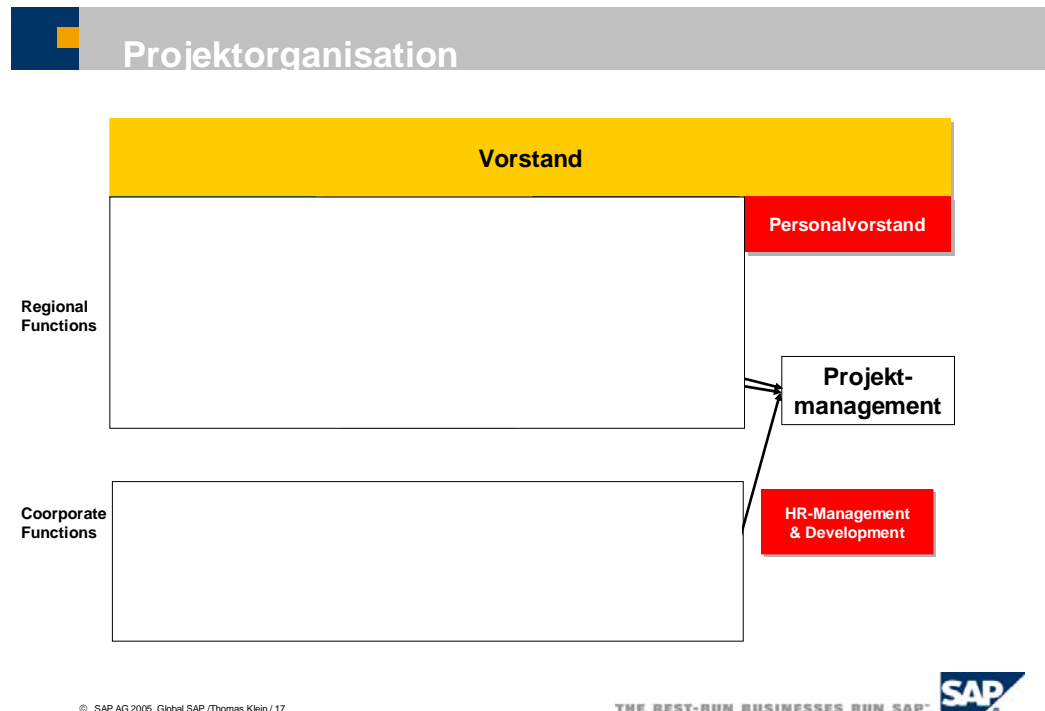 Projektorganisation
Vorstand
Personalvorstand
Regional
Functions
Projekt-
management
Coorporate
Functions
HR-Management
& Development
© SAP AG 2005, Global SAP /Thomas Klein / 17
THE BEST-RUN BUSINESSES RUN SAP™
SAP